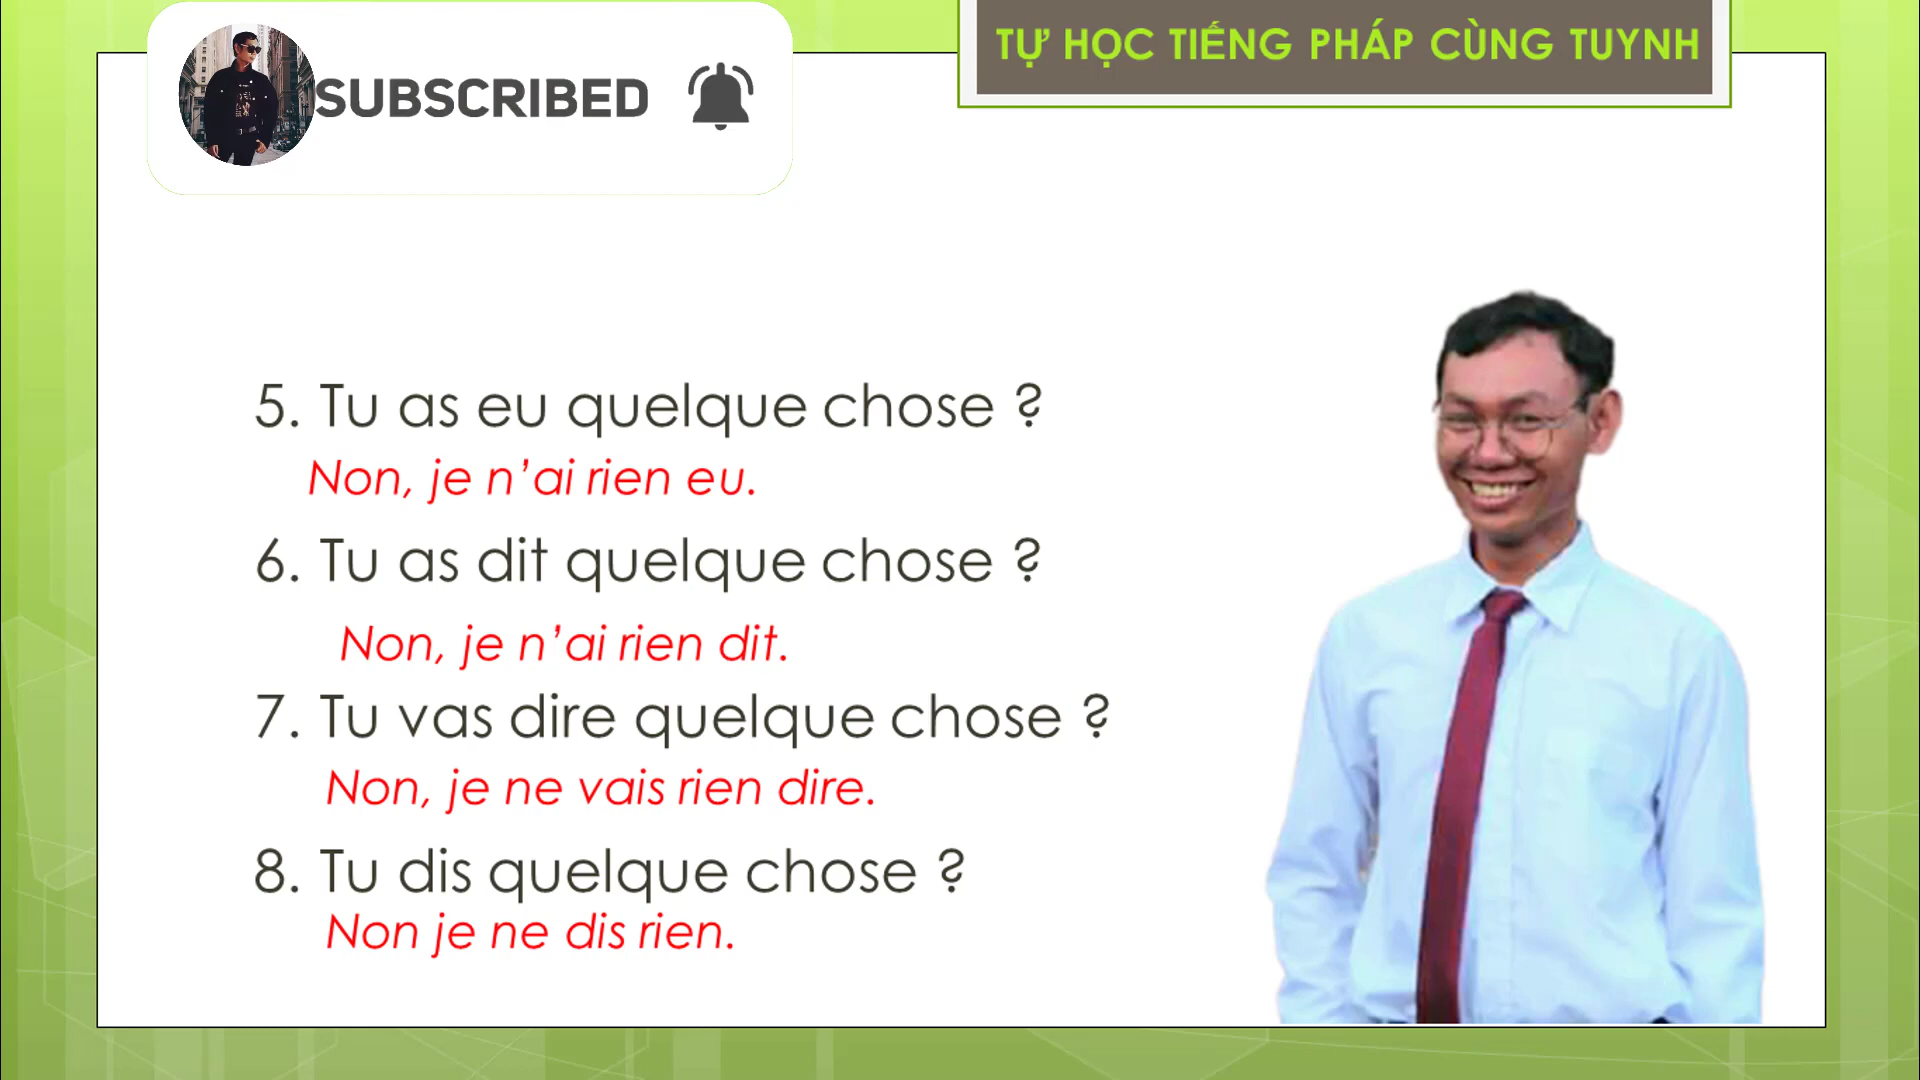 SUBSCRIBED
TỰ HỌC TIẾNG PHÁP CÙNG TUYNH
5. Tu as eu quelque chose ?
Non, je n’ai rien eu.
6. Tu as dit quelque chose ?
Non, je n’ai rien dit.
7. Tu vas dire quelque chose ?
Non, je ne vais rien dire.
8. Tu dis quelque chose ?
Non je ne dis rien.